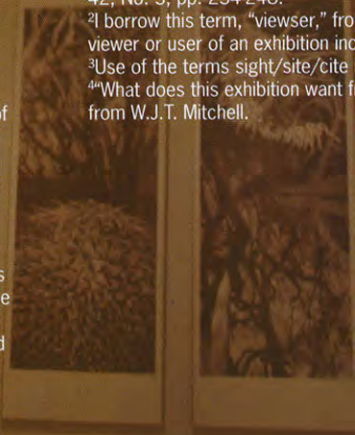 42, No. 3, pp. 234-248.
²I borrow this term, “viewser,” fro
viewer or user of an exhibition inc
³Use of the terms sight/site/cite
⁴“What does this exhibition want f
from W.J.T. Mitchell.
of
s
e
d